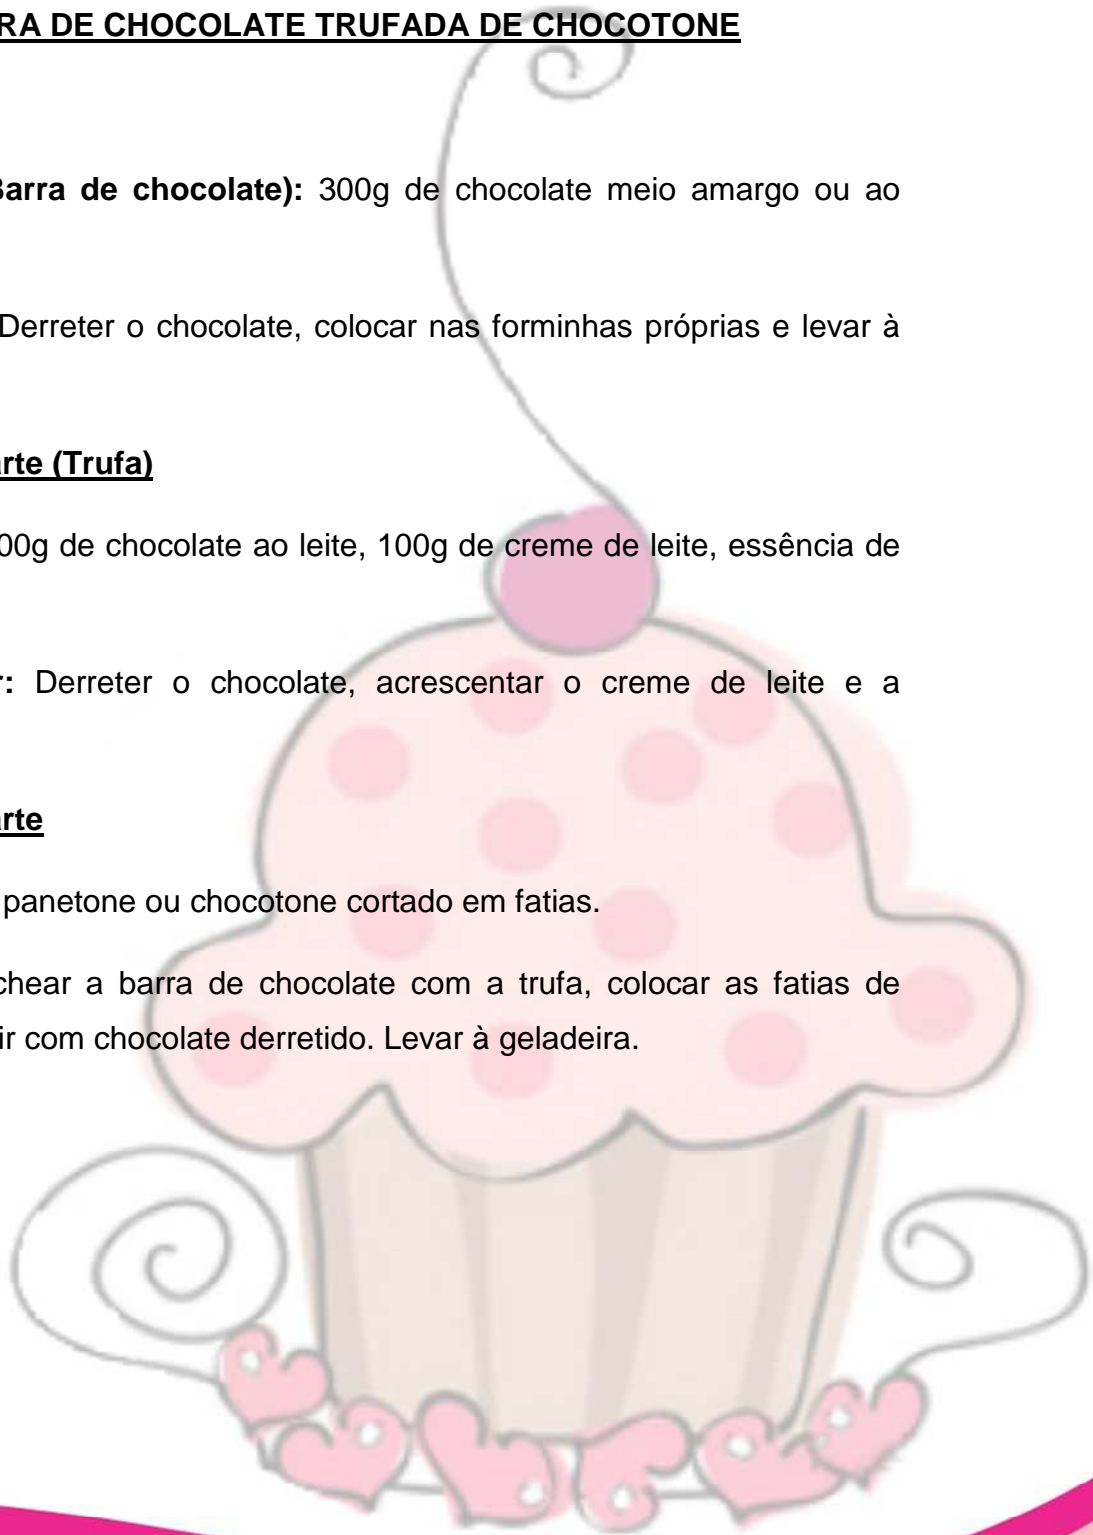 RA DE CHOCOLATE TRUFADA DE CHOCOTONE
Barra de chocolate): 300g de chocolate meio amargo ou ao
Derreter o chocolate, colocar nas forminhas próprias e levar à
arte (Trufa)
00g de chocolate ao leite, 100g de creme de leite, essência de
r: Derreter o chocolate, acrescentar o creme de leite e a
arte
panetone ou chocotone cortado em fatias.
chear a barra de chocolate com a trufa, colocar as fatias de
ir com chocolate derretido. Levar à geladeira.